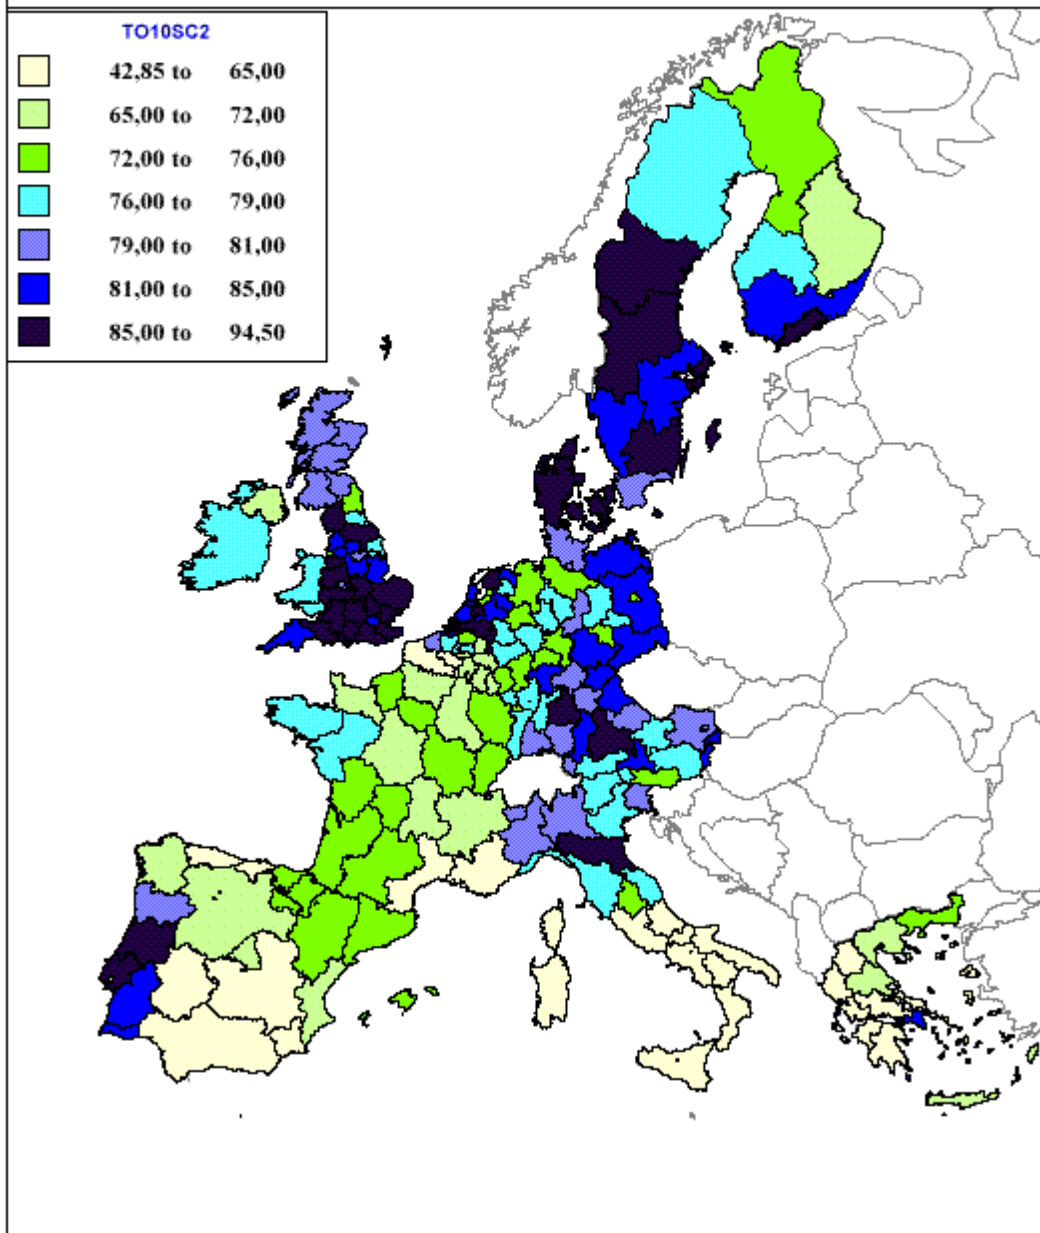 TO10SC2
42,85 to 65,00
65,00 to 72,00
72,00 to 76,00
76,00 to 79,00
79,00 to 81,00
81,00 to 85,00
85,00 to 94,50